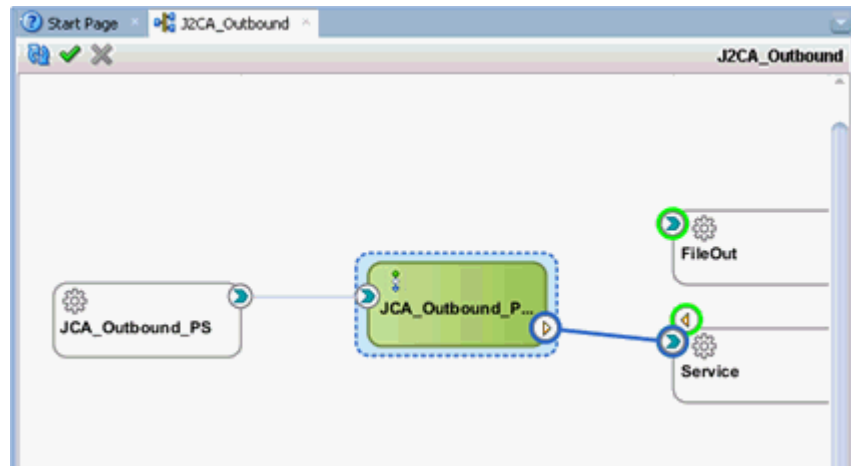 Start Page
J2CA_Outbound
J2CA_Outbound
FileOut
JCA_Outbound_P...
JCA_Outbound_PS
Service